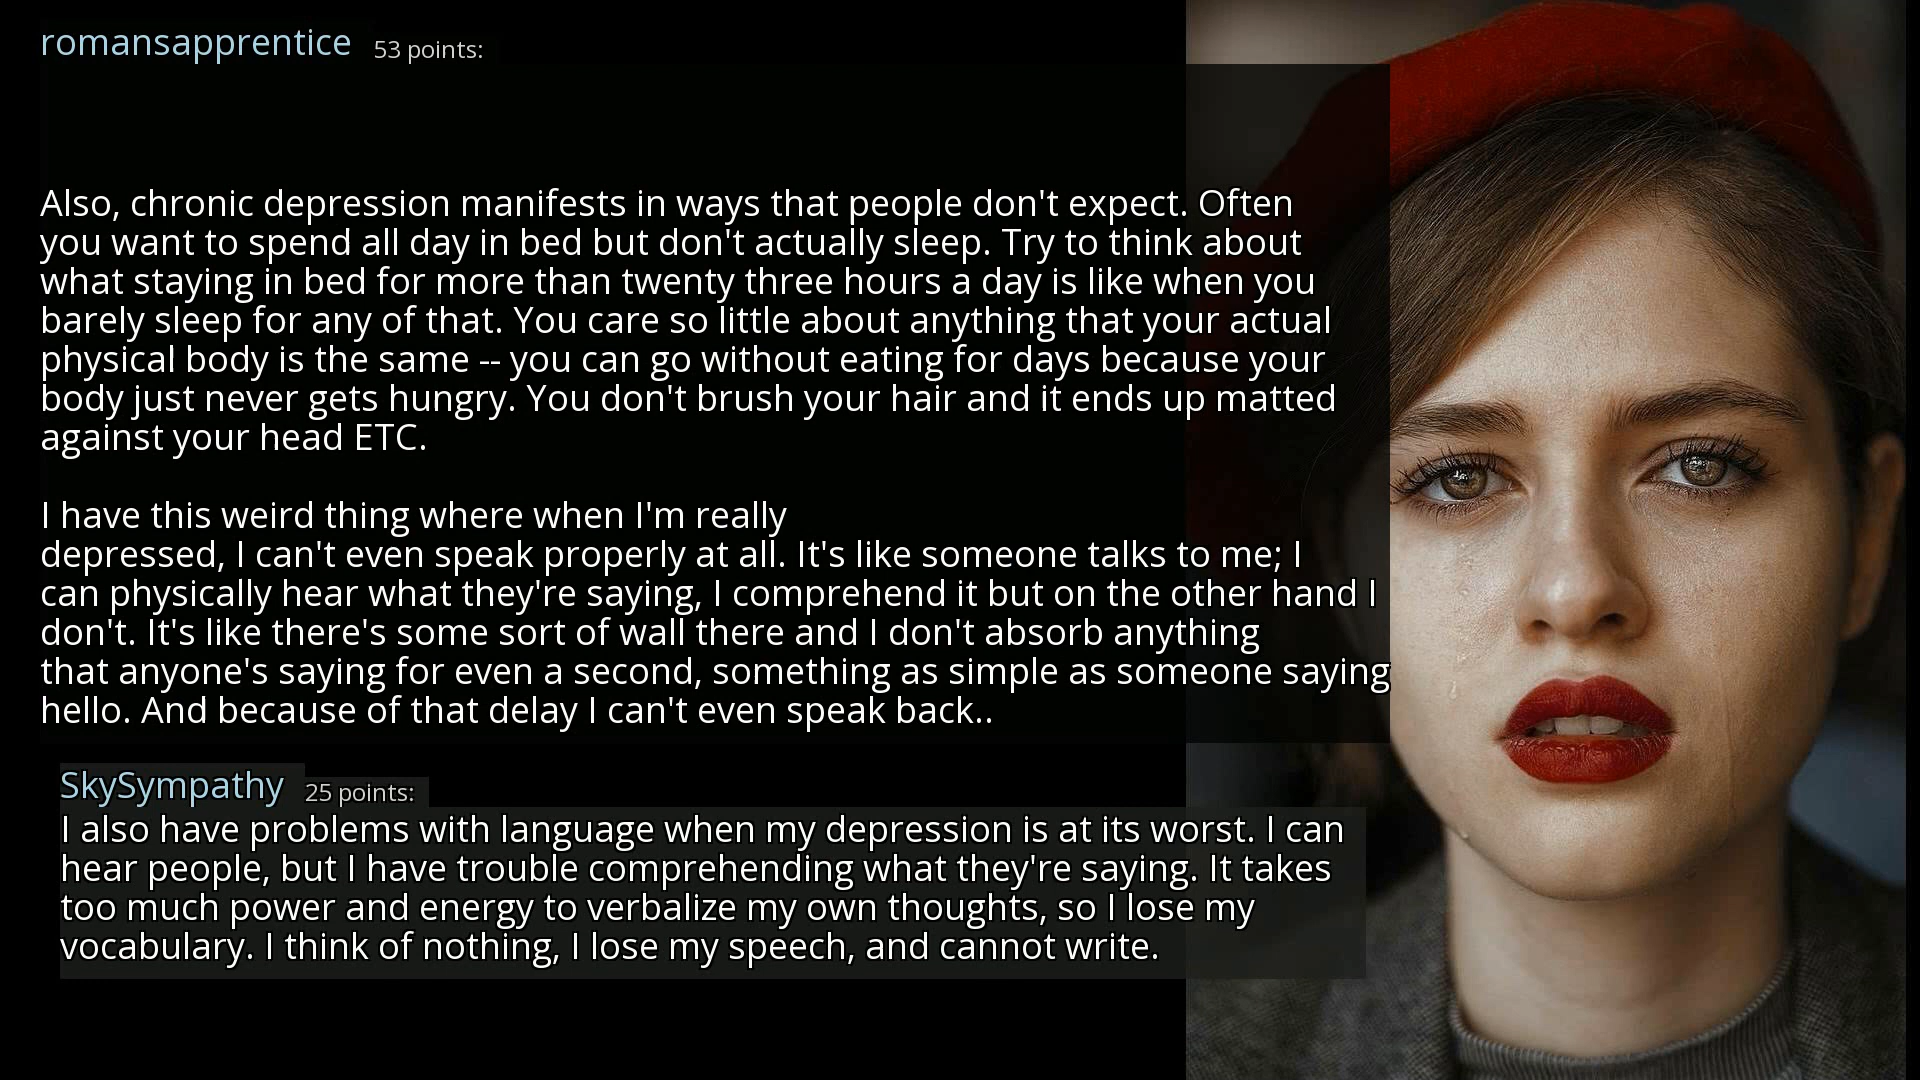 romansapprentice 53 points:
Also, chronic depression manifests in ways that people don't expect. Often
you want to spend all day in bed but don't actually sleep. Try to think about
what staying in bed for more than twenty three hours a day is like when you
barely sleep for any of that. You care so little about anything that your actual
physical body is the same -- you can go without eating for days because your
body just never gets hungry. You don't brush your hair and it ends up matted
against your head ETC.
I have this weird thing where when I'm really
depressed, I can't even speak properly at all. It's like someone talks to me; I
can physically hear what they're saying, I comprehend it but on the other hand I
don't. It's like there's some sort of wall there and I don't absorb anything
that anyone's saying for even a second, something as simple as someone saying
hello. And because of that delay I can't even speak back..
SkySympathy 25 points:
I also have problems with language when my depression is at its worst. I can
hear people, but I have trouble comprehending what they're saying. It takes
too much power and energy to verbalize my own thoughts, so I lose my
vocabulary. I think of nothing, I lose my speech, and cannot write.